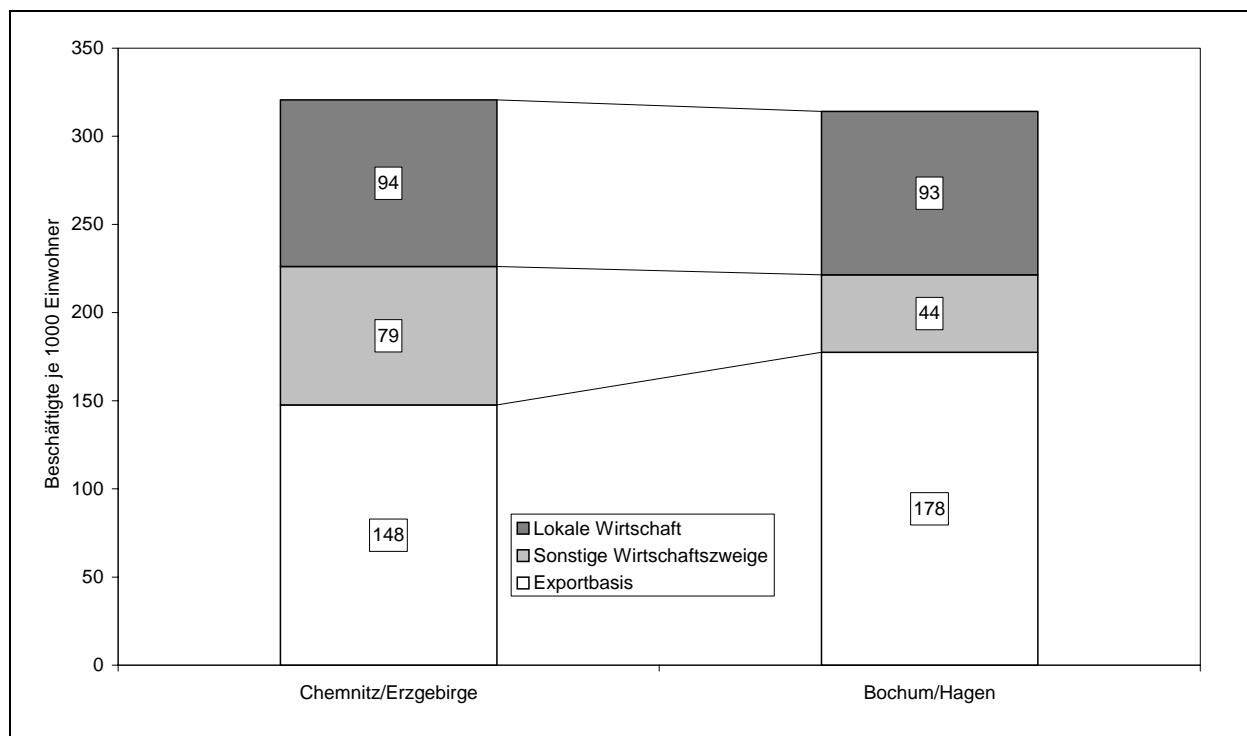 Beschäftigte je 1000 Einwohner
350
300
250
200
150
100
50
0
94
79
148
93
44
178
Lokale Wirtschaft
Sonstige Wirtschaftszweige
Exportbasis
Chemnitz/Erzgebirge
Bochum/Hagen